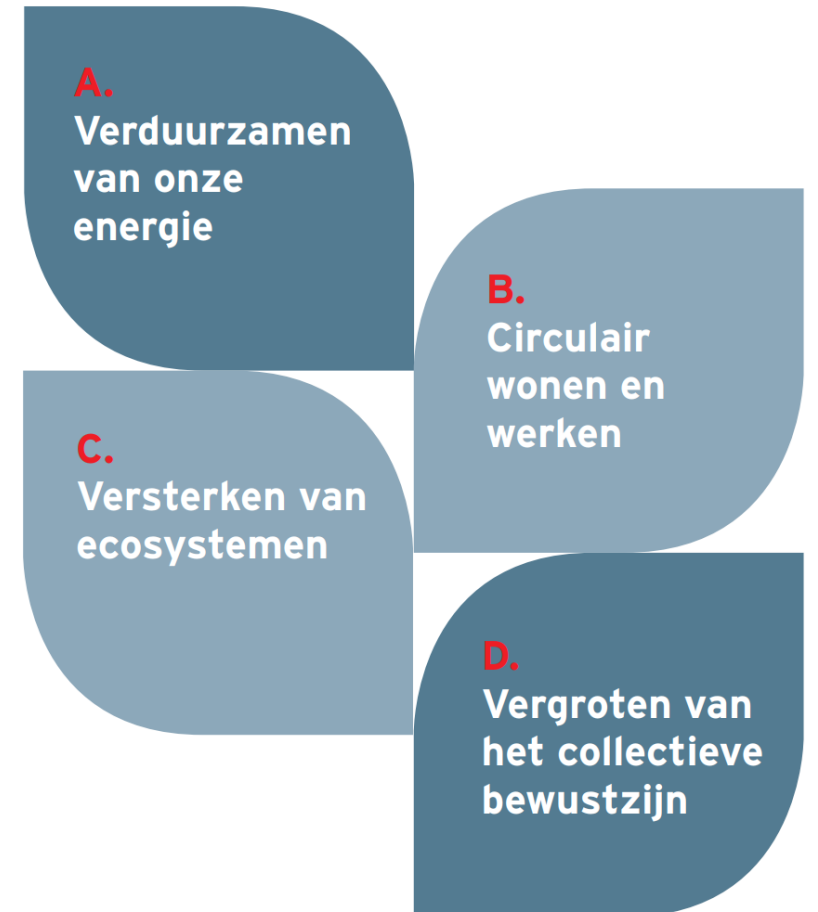 A.
Verduurzamen
van onze
energie
B.
Circulair
wonen en
werken
C.
Versterken van
ecosystemen
D.
Vergroten van
het collectieve
bewustzijn